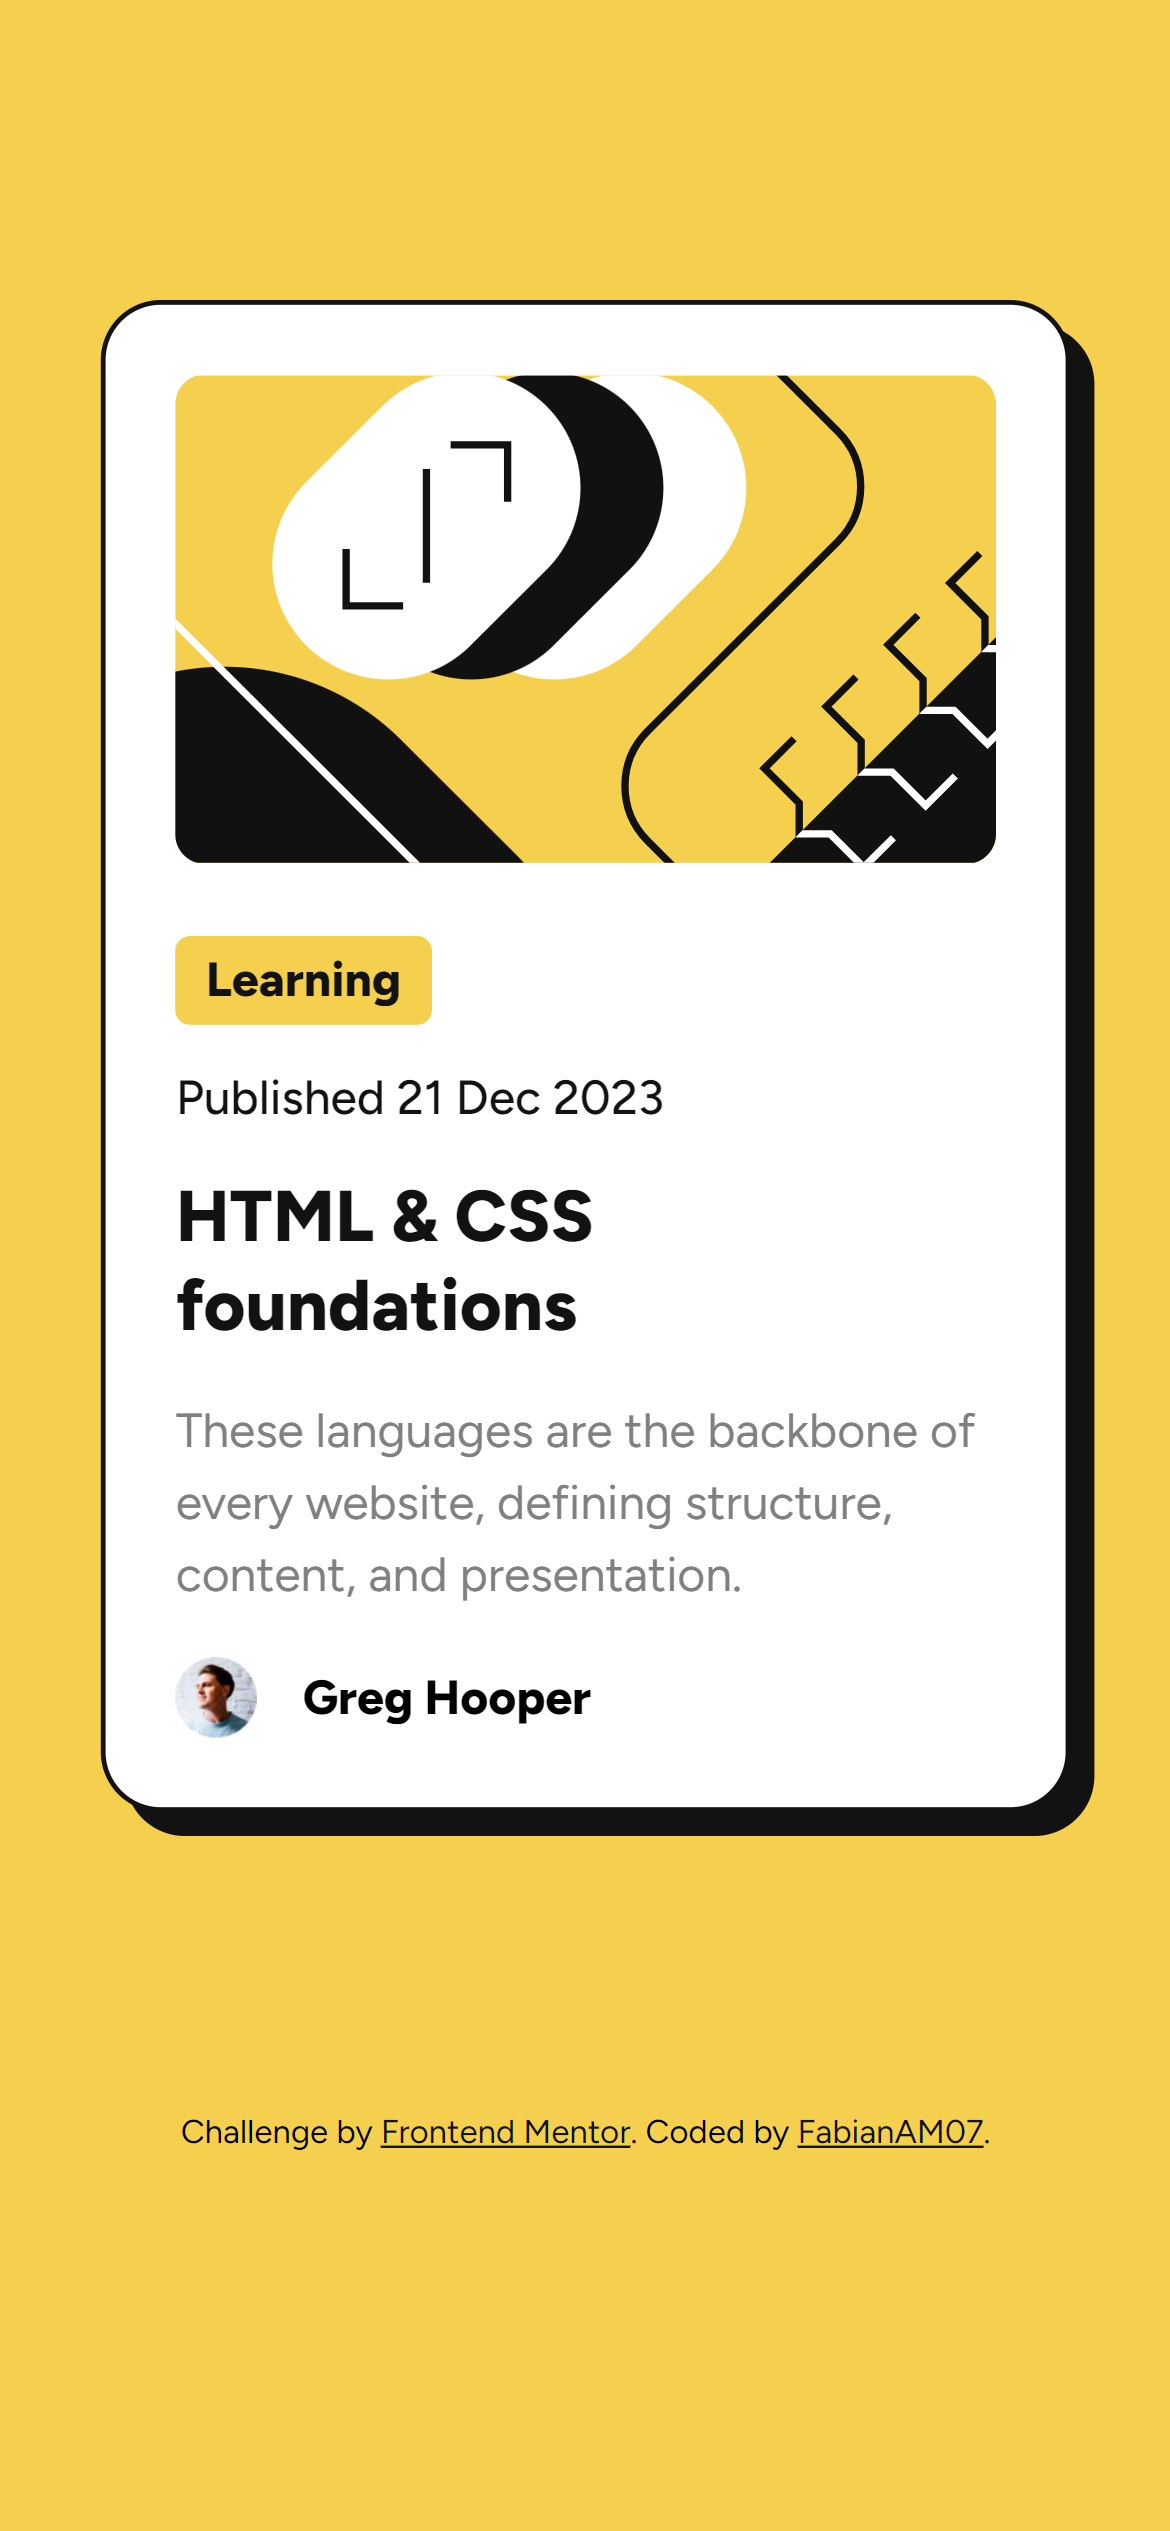 Learning
Published 21 Dec 2023
HTML & CSS
foundations
These languages are the backbone of
every website, defining structure,
content, and presentation.
Greg Hooper
Challenge by Frontend Mentor. Coded by FabianAM07.